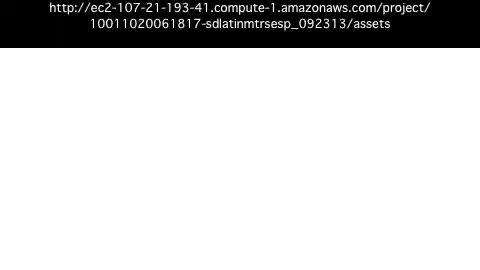 http://ec2-107-21-193-41.compute-1.amazonaws.com/project/
10011020061817-sdlatinmtrsesp_092313/assets